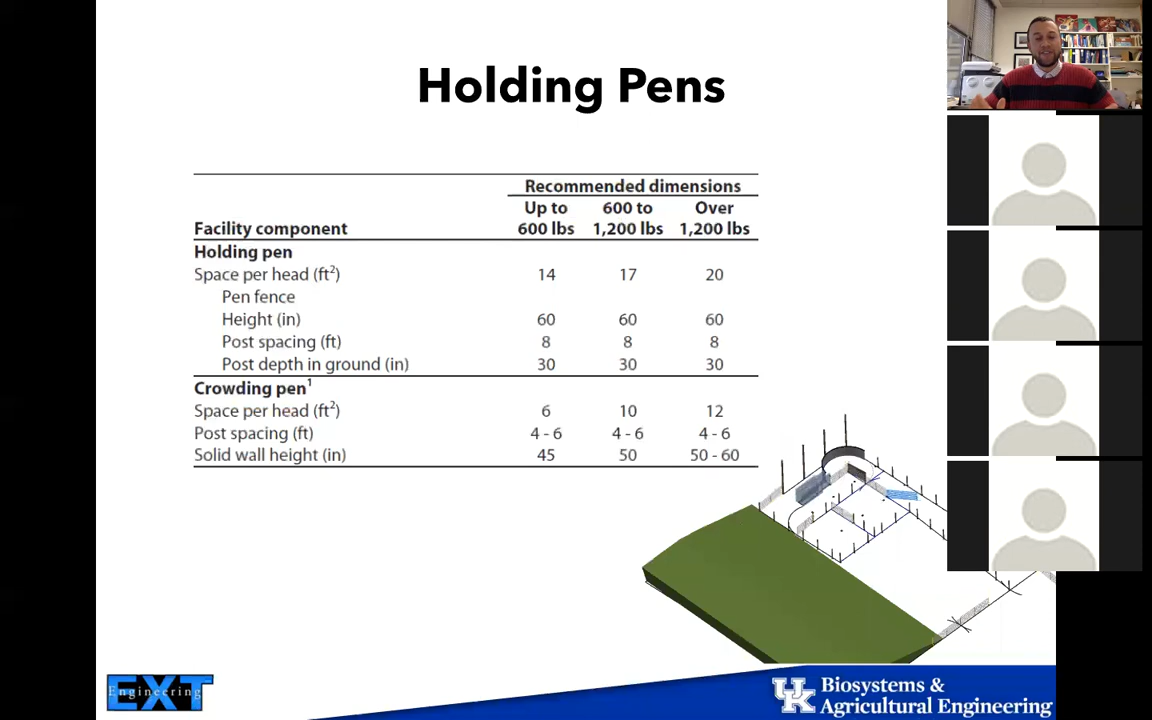 Holding Pens
Recommended dimensions
Facility component Up to 600 lbs 600 to 1,200 lbs Over 1,200 lbs
Holding pen
Space per head (ft²) 14 17 20
Pen fence
Height (in) 60 60 60
Post spacing (ft) 8 8 8
Post depth in ground (in) 30 30 30
Crowding pen¹
Space per head (ft²) 6 10 12
Post spacing (ft) 4 - 6 4 - 6 4 - 6
Solid wall height (in) 45 50 50 - 60
EXT
Engineering
UK Biosystems &
Agricultural Engineering